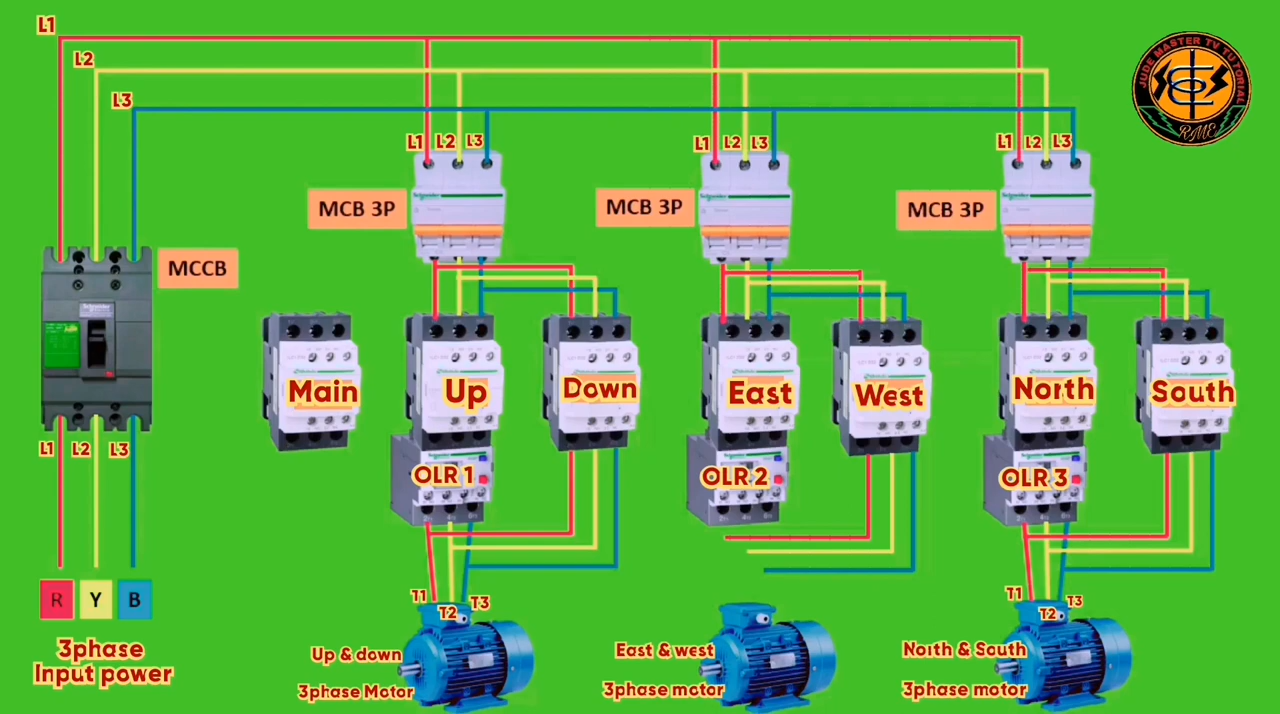 L1
L2
L3
JUDE MASTER TV TUTORIAL
RME
L1 L2 L3
L1 L2 L3
L1 L2 L3
MCB 3P
MCB 3P
MCB 3P
MCCB
Schneider
Main
Up
Down
East
West
North
South
L1 L2 L3
OLR 1
OLR 2
OLR 3
R Y B
3phase
Input power
T1 T2 T3
T1 T2 T3
Up & down
3phase Motor
East & west
3phase motor
North & South
3phase motor